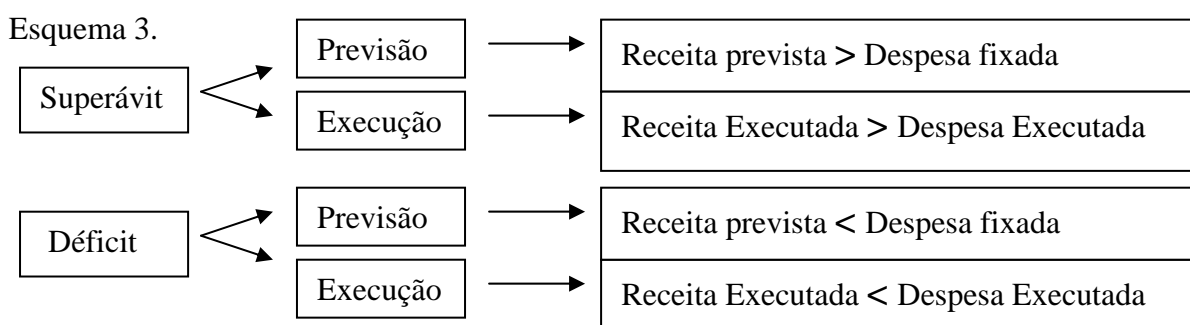 Esquema 3.
Superávit
Previsão
Receita prevista > Despesa fixada
Execução
Receita Executada > Despesa Executada
Déficit
Previsão
Receita prevista < Despesa fixada
Execução
Receita Executada < Despesa Executada